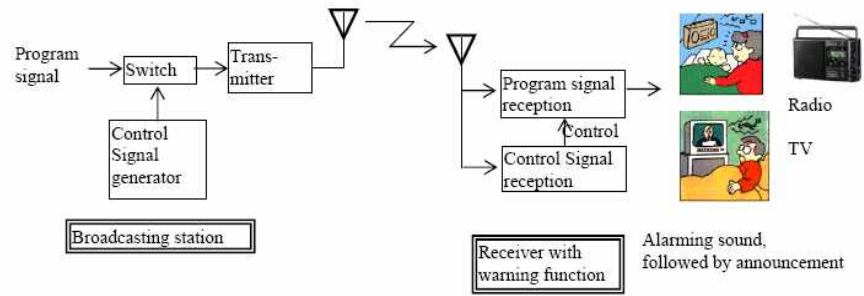 Program
signal
Switch
Trans-
mitter
Control
Signal
generator
Broadcasting station
Program signal
reception
Control
Control Signal
reception
Receiver with
warning function
Radio
TV
Alarming sound,
followed by announcement